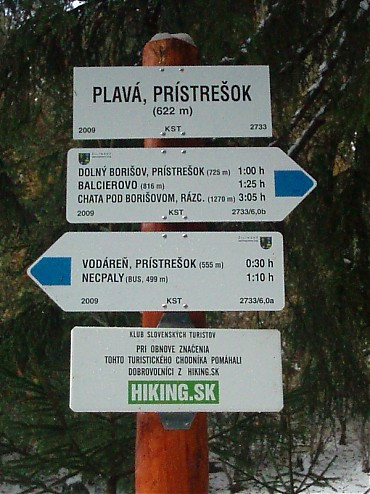 PLAVÁ, PRÍSTREŠOK
(622 m)
2009 KST 2733
DOLNÝ BORIŠOV, PRÍSTREŠOK (725 m) 1:00 h
BALCIEROVO (816 m) 1:25 h
CHATA POD BORIŠOVOM, RÁZC. (1270 m) 3:05 h
2009 KST 2733/6,0b
VODÁREŇ, PRÍSTREŠOK (555 m) 0:30 h
NECPALY (BUS, 499 m) 1:10 h
2009 KST 2733/6,0a
KLUB SLOVENSKÝCH TURISTOV
PRI OBNOVE ZNAČENIA
TOHTO TURISTICKÉHO CHODNÍKA POMÁHALI
DOBROVOĽNÍCI Z HIKING.SK
HIKING.SK